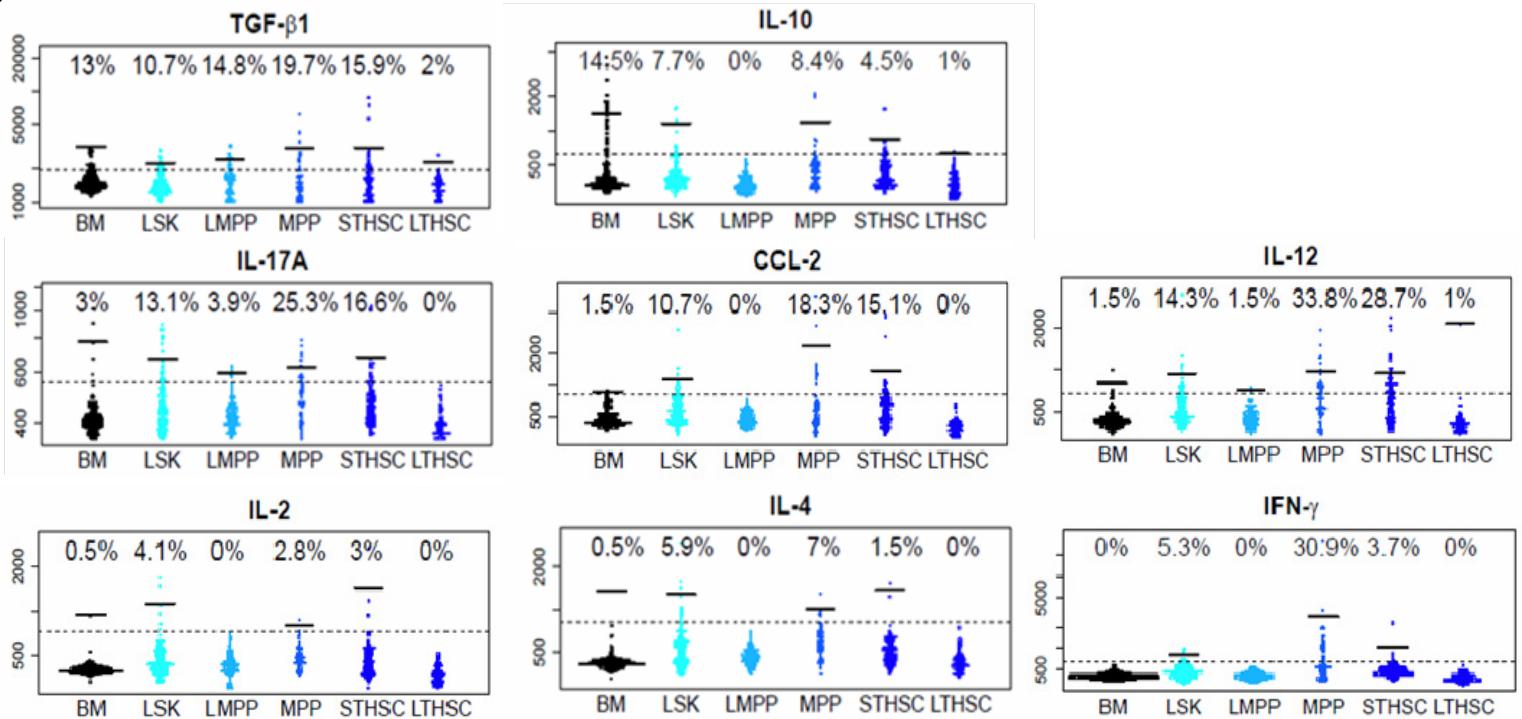 TGF-β1
20000
5000
1000
13% 10.7% 14.8% 19.7% 15.9% 2%
BM LSK LMPP MPP STHSC LTHSC
IL-10
2000
500
14.5% 7.7% 0% 8.4% 4.5% 1%
BM LSK LMPP MPP STHSC LTHSC
IL-17A
1000
600
400
3% 13.1% 3.9% 25.3% 16.6% 0%
BM LSK LMPP MPP STHSC LTHSC
CCL-2
2000
500
1.5% 10.7% 0% 18.3% 15.1% 0%
BM LSK LMPP MPP STHSC LTHSC
IL-12
2000
500
1.5% 14.3% 1.5% 33.8% 28.7% 1%
BM LSK LMPP MPP STHSC LTHSC
IL-2
2000
500
0.5% 4.1% 0% 2.8% 3% 0%
BM LSK LMPP MPP STHSC LTHSC
IL-4
2000
500
0.5% 5.9% 0% 7% 1.5% 0%
BM LSK LMPP MPP STHSC LTHSC
IFN-γ
5000
500
0% 5.3% 0% 30.9% 3.7% 0%
BM LSK LMPP MPP STHSC LTHSC